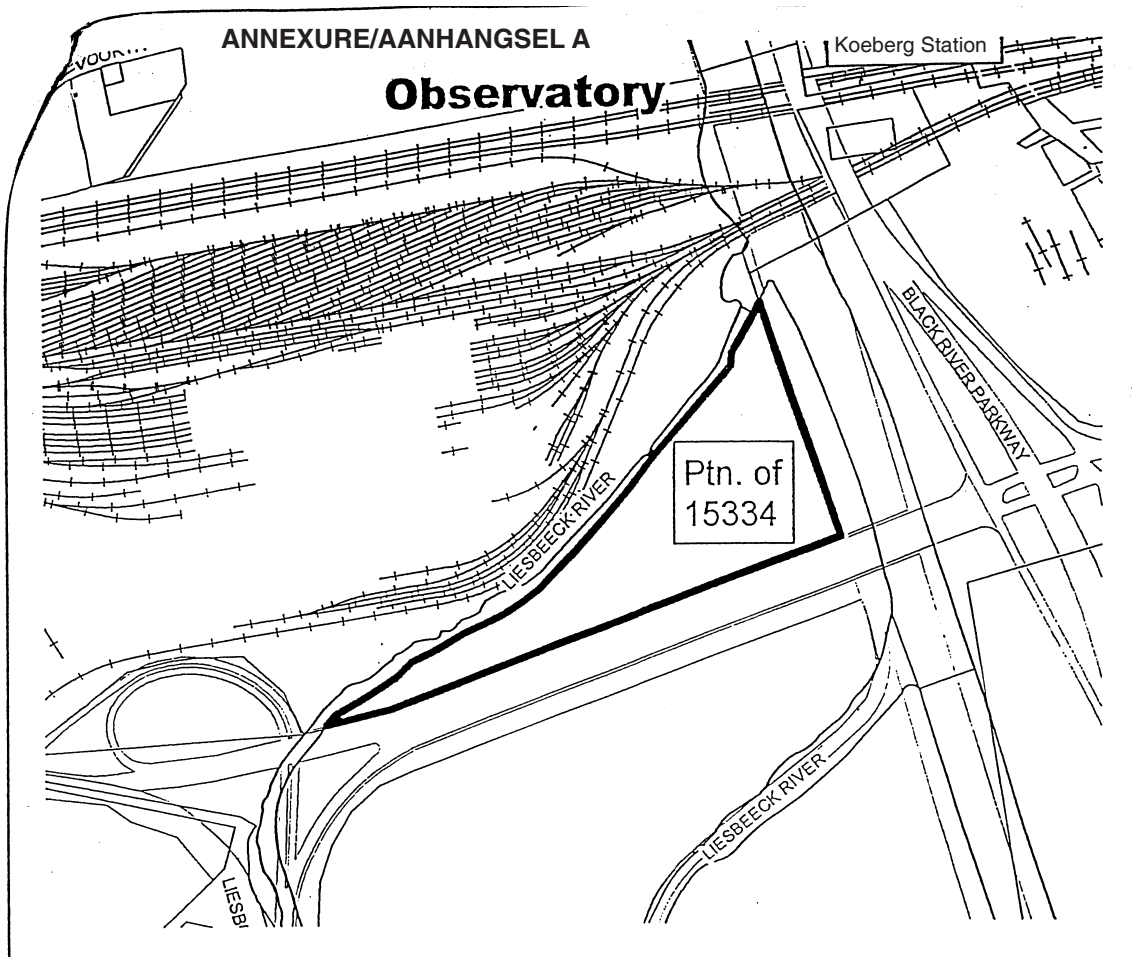 ANNEXURE/AANHANGSEL A
Koeberg Station
Observatory
BLACK RIVER PARKWAY
Ptn. of
15334
LIESBEECK RIVER
LIESBEECK RIVER